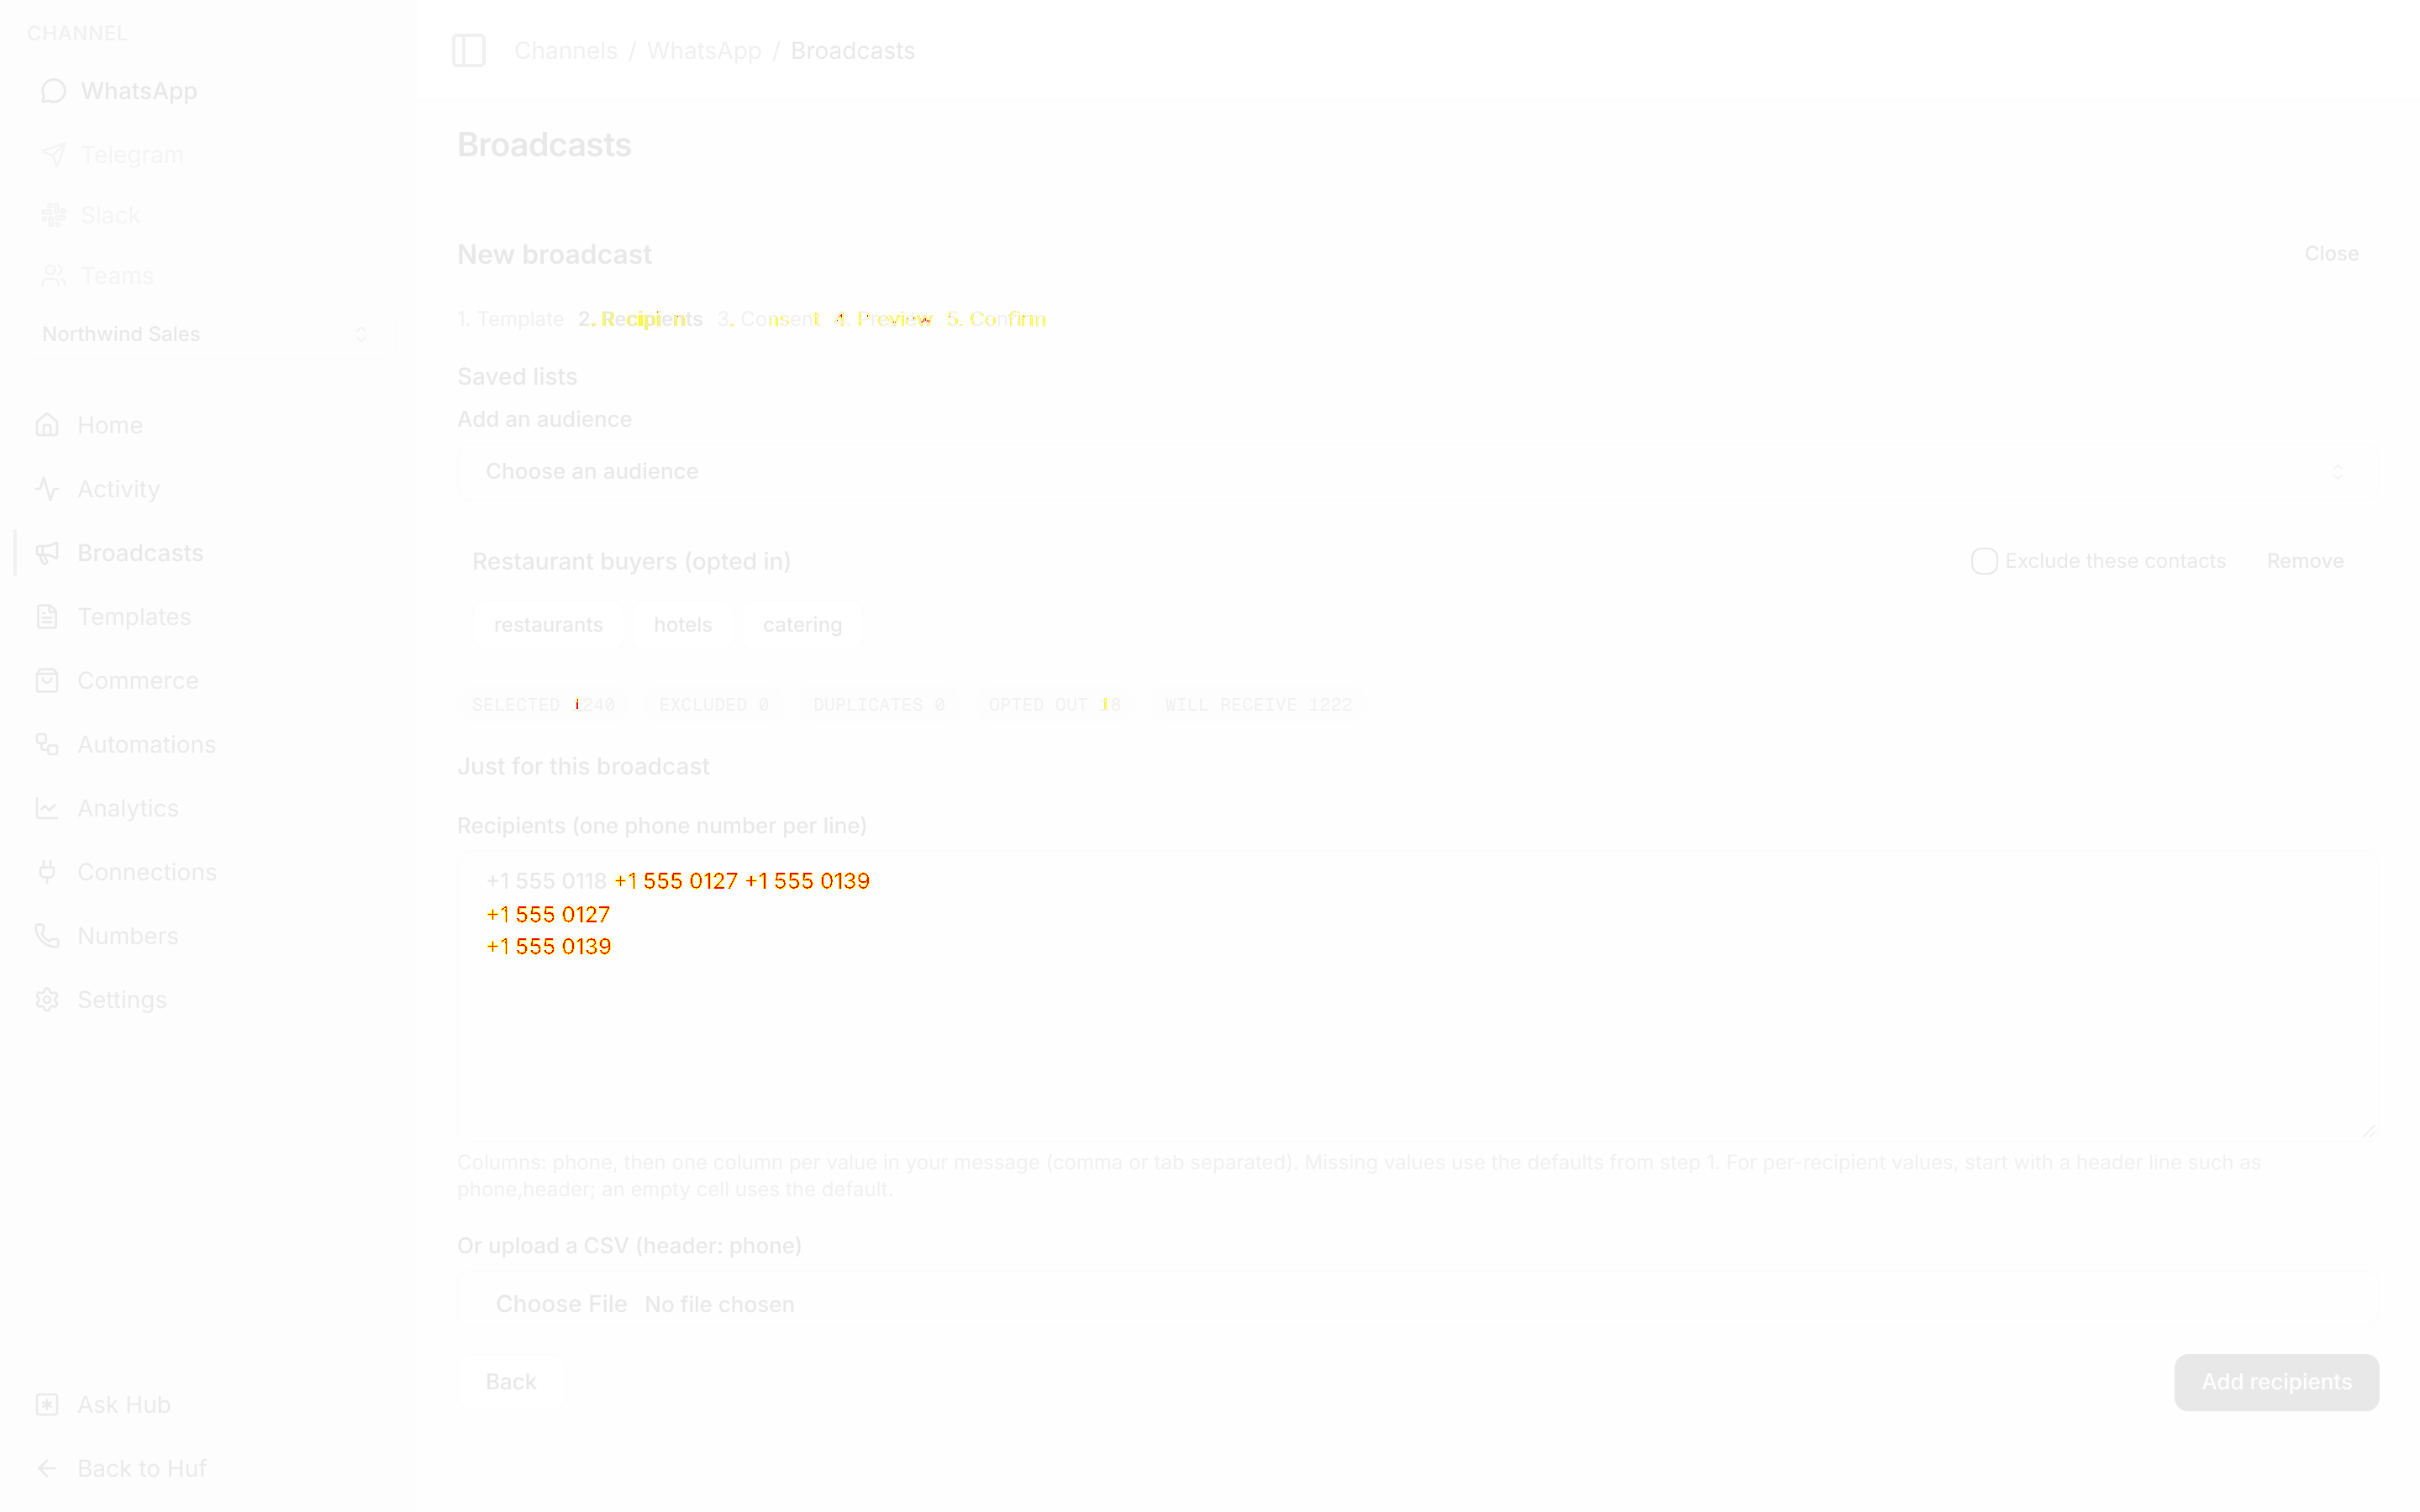 CHANNEL
WhatsApp
Telegram
Slack
Teams
Northwind Sales
Home
Activity
Broadcasts
Templates
Commerce
Automations
Analytics
Connections
Numbers
Settings
Ask Hub
Back to Huf
Channels / WhatsApp / Broadcasts
Broadcasts
New broadcast
Close
1. Template 2. Recipients 3. Consent 4. Preview 5. Confirm
Saved lists
Add an audience
Choose an audience
Restaurant buyers (opted in)
Exclude these contacts Remove
restaurants hotels catering
SELECTED 1240 EXCLUDED 0 DUPLICATES 0 OPTED OUT 18 WILL RECEIVE 1222
Just for this broadcast
Recipients (one phone number per line)
+1 555 0118 +1 555 0127 +1 555 0139
+1 555 0127
+1 555 0139
Columns: phone, then one column per value in your message (comma or tab separated). Missing values use the defaults from step 1. For per-recipient values, start with a header line such as
phone,header; an empty cell uses the default.
Or upload a CSV (header: phone)
Choose File No file chosen
Back
Add recipients